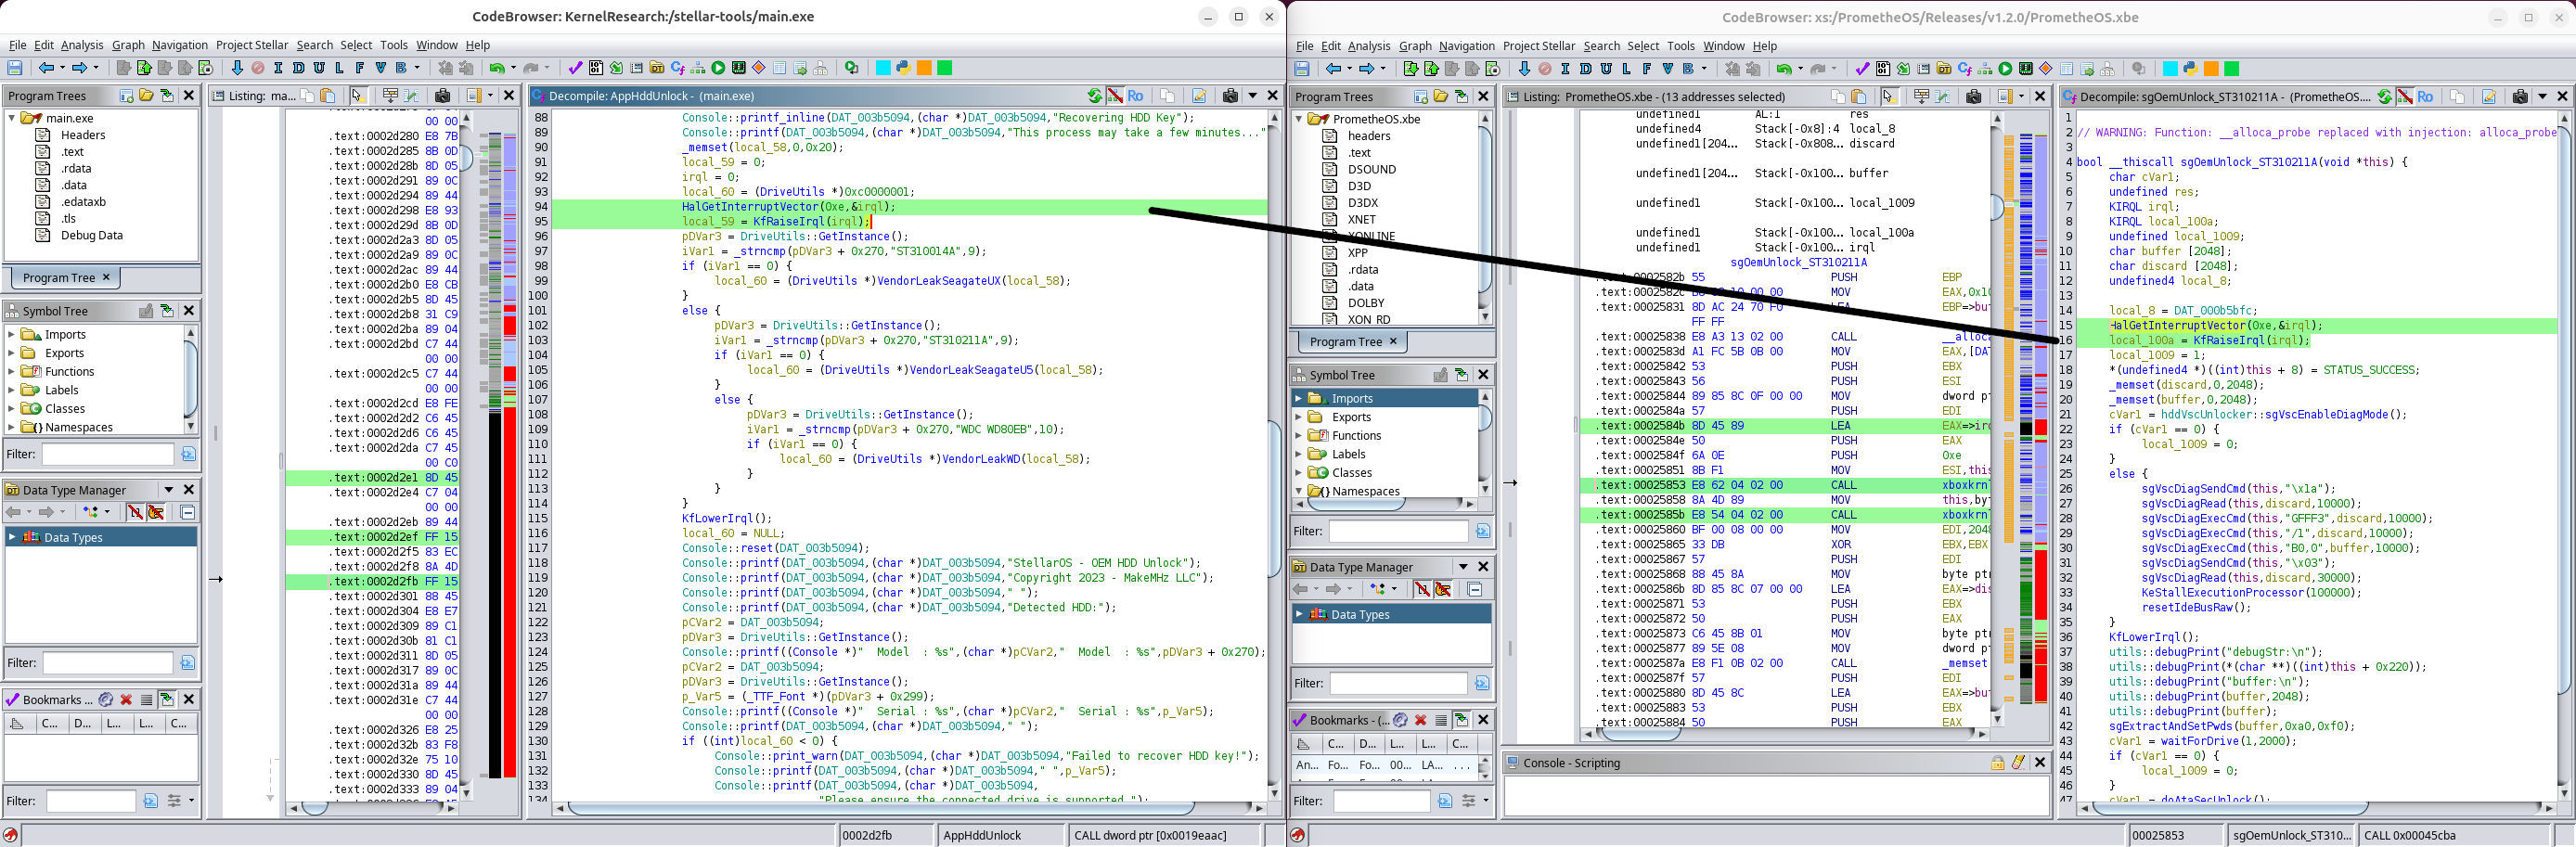 CodeBrowser: KernelResearch:/stellar-tools/main.exe
File Edit Analysis Graph Navigation Project Stellar Search Select Tools Window Help
Program Trees
main.exe
Headers
.text
.rdata
.data
.edataxb
.tls
Debug Data
Program Tree
Symbol Tree
Imports
Exports
Functions
Labels
Classes
Namespaces
Filter:
Data Type Manager
Data Types
Filter:
Bookmarks ...
C... D... L... L... C...
Filter:
Listing: ma...
00 00
.text:0002d280 E8 7B
.text:0002d285 8B 0D
.text:0002d28b 8D 05
.text:0002d291 89 0C
.text:0002d294 89 44
.text:0002d298 E8 93
.text:0002d29d 8B 0D
.text:0002d2a3 8D 05
.text:0002d2a9 89 0C
.text:0002d2ac 89 44
.text:0002d2b0 E8 CB
.text:0002d2b5 8D 45
.text:0002d2b8 31 C9
.text:0002d2ba 89 04
.text:0002d2bd C7 44
00 00
.text:0002d2c5 C7 44
00 00
.text:0002d2cd E8 FE
.text:0002d2d2 C6 45
.text:0002d2d6 C6 45
.text:0002d2da C7 45
00 C0
.text:0002d2e1 8D 45
.text:0002d2e4 C7 04
00 00
.text:0002d2eb 89 44
.text:0002d2ef FF 15
.text:0002d2f5 83 EC
.text:0002d2f8 8A 4D
.text:0002d2fb FF 15
.text:0002d301 88 45
.text:0002d304 E8 E7
.text:0002d309 89 C1
.text:0002d30b 81 C1
.text:0002d311 8D 05
.text:0002d317 89 0C
.text:0002d31a 89 44
.text:0002d31e C7 44
00 00
.text:0002d326 E8 25
.text:0002d32b 83 F8
.text:0002d32e 75 10
.text:0002d330 8D 45
.text:0002d333 89 04
Decompile: AppHddUnlock - (main.exe)
88 Console::printf_inline(DAT_003b5094,(char *)DAT_003b5094,"Recovering HDD Key");
89 Console::printf(DAT_003b5094,(char *)DAT_003b5094,"This process may take a few minutes..."
90 _memset(local_58,0,0x20);
91 local_59 = 0;
92 irql = 0;
93 local_60 = (DriveUtils *)0xc0000001;
94 HalGetInterruptVector(0xe,&irql);
95 local_59 = KfRaiseIrql(irql);
96 pDVar3 = DriveUtils::GetInstance();
97 iVar1 = _strncmp(pDVar3 + 0x270,"ST310014A",9);
98 if (iVar1 == 0) {
99 local_60 = (DriveUtils *)VendorLeakSeagateUX(local_58);
100 }
101 else {
102 pDVar3 = DriveUtils::GetInstance();
103 iVar1 = _strncmp(pDVar3 + 0x270,"ST310211A",9);
104 if (iVar1 == 0) {
105 local_60 = (DriveUtils *)VendorLeakSeagateU5(local_58);
106 }
107 else {
108 pDVar3 = DriveUtils::GetInstance();
109 iVar1 = _strncmp(pDVar3 + 0x270,"WDC WD80EB",10);
110 if (iVar1 == 0) {
111 local_60 = (DriveUtils *)VendorLeakWD(local_58);
112 }
113 }
114 }
115 KfLowerIrql();
116 local_60 = NULL;
117 Console::reset(DAT_003b5094);
118 Console::printf(DAT_003b5094,(char *)DAT_003b5094,"StellarOS - OEM HDD Unlock");
119 Console::printf(DAT_003b5094,(char *)DAT_003b5094,"Copyright 2023 - MakeMHz LLC");
120 Console::printf(DAT_003b5094,(char *)DAT_003b5094," ");
121 Console::printf(DAT_003b5094,(char *)DAT_003b5094,"Detected HDD:");
122 pCVar2 = DAT_003b5094;
123 pDVar3 = DriveUtils::GetInstance();
124 Console::printf((Console *)"  Model  : %s",(char *)pCVar2,"  Model  : %s",pDVar3 + 0x270);
125 pCVar2 = DAT_003b5094;
126 pDVar3 = DriveUtils::GetInstance();
127 p_Var5 = (_TTF_Font *)(pDVar3 + 0x299);
128 Console::printf((Console *)"  Serial : %s",(char *)pCVar2,"  Serial : %s",p_Var5);
129 Console::printf(DAT_003b5094,(char *)DAT_003b5094," ");
130 if ((int)local_60 < 0) {
131 Console::print_warn(DAT_003b5094,(char *)DAT_003b5094,"Failed to recover HDD key!");
132 Console::printf(DAT_003b5094,(char *)DAT_003b5094," ",p_Var5);
133 Console::printf(DAT_003b5094,(char *)DAT_003b5094,
134 "Please ensure the connected drive is supported.");
0002d2fb AppHddUnlock CALL dword ptr [0x0019eaac]
CodeBrowser: xs:/PrometheOS/Releases/v1.2.0/PrometheOS.xbe
File Edit Analysis Graph Navigation Project Stellar Search Select Tools Window Help
Program Trees
PrometheOS.xbe
headers
.text
DSOUND
D3D
D3DX
XNET
XONLINE
XPP
.rdata
.data
DOLBY
XON_RD
Program Tree
Symbol Tree
Imports
Exports
Functions
Labels
Classes
Namespaces
Filter:
Data Type Manager
Data Types
Filter:
Bookmarks - (...
C... D... L... L... C...
An... Fo... 00... LA... ...
Filter:
Listing: PrometheOS.xbe - (13 addresses selected)
undefined1 AL:1 res
undefined4 Stack[-0x8]:4 local_8
undefined1[204... Stack[-0x808... discard
undefined1[204... Stack[-0x100... buffer
undefined1 Stack[-0x100... local_1009
undefined1 Stack[-0x100... local_100a
undefined1 Stack[-0x100... irql
sgOemUnlock_ST310211A
.text:0002582b 55 PUSH EBP
MOV EAX,0x10
.text:00025831 8D AC 24 70 F0 LEA EBP=>bu
FF FF
.text:00025838 E8 A3 13 02 00 CALL __alloc
.text:0002583d A1 FC 5B 0B 00 MOV EAX,[DA
.text:00025842 53 PUSH EBX
.text:00025843 56 PUSH ESI
.text:00025844 89 85 8C 0F 00 00 MOV dword pt
.text:0002584a 57 PUSH EDI
.text:0002584b 8D 45 89 LEA EAX=>irq
.text:0002584e 50 PUSH EAX
.text:0002584f 6A 0E PUSH 0xe
.text:00025851 8B F1 MOV ESI,this
.text:00025853 E8 62 04 02 00 CALL xboxkrn
.text:00025858 8A 4D 89 MOV this,byt
.text:0002585b E8 54 04 02 00 CALL xboxkrn
.text:00025860 BF 00 08 00 00 MOV EDI,2048
.text:00025865 33 DB XOR EBX,EBX
.text:00025867 57 PUSH EDI
.text:00025868 88 45 8A MOV byte ptr
.text:0002586b 8D 85 8C 07 00 00 LEA EAX=>dis
.text:00025871 53 PUSH EBX
.text:00025872 50 PUSH EAX
.text:00025873 C6 45 8B 01 MOV byte ptr
.text:00025877 89 5E 08 MOV dword pt
.text:0002587a E8 F1 0B 02 00 CALL _memset
.text:0002587f 57 PUSH EDI
.text:00025880 8D 45 8C LEA EAX=>bu
.text:00025883 53 PUSH EBX
.text:00025884 50 PUSH EAX
Console - Scripting
Decompile: sgOemUnlock_ST310211A - (PrometheOS....
1
2 // WARNING: Function: __alloca_probe replaced with injection: alloca_probe
3
4 bool __thiscall sgOemUnlock_ST310211A(void *this) {
5 char cVar1;
6 undefined res;
7 KIRQL irql;
8 KIRQL local_100a;
9 undefined local_1009;
10 char buffer [2048];
11 char discard [2048];
12 undefined4 local_8;
13
14 local_8 = DAT_000b5bfc;
15 HalGetInterruptVector(0xe,&irql);
16 local_100a = KfRaiseIrql(irql);
17 local_1009 = 1;
18 *(undefined4 *)((int)this + 8) = STATUS_SUCCESS;
19 _memset(discard,0,2048);
20 _memset(buffer,0,2048);
21 cVar1 = hddVscUnlocker::sgVscEnableDiagMode();
22 if (cVar1 == 0) {
23 local_1009 = 0;
24 }
25 else {
26 sgVscDiagSendCmd(this,"\x1a");
27 sgVscDiagRead(this,discard,10000);
28 sgVscDiagExecCmd(this,"GFFF3",discard,10000);
29 sgVscDiagExecCmd(this,"/1",discard,10000);
30 sgVscDiagExecCmd(this,"B0,0",buffer,10000);
31 sgVscDiagSendCmd(this,"\x03");
32 sgVscDiagRead(this,discard,30000);
33 KeStallExecutionProcessor(100000);
34 resetIdeBusRaw();
35 }
36 KfLowerIrql();
37 utils::debugPrint("debugStr:\n");
38 utils::debugPrint(*(char **)((int)this + 0x220));
39 utils::debugPrint("buffer:\n");
40 utils::debugPrint(buffer,2048);
41 utils::debugPrint(buffer);
42 sgExtractAndSetPwds(buffer,0xa0,0xf0);
43 cVar1 = waitForDrive(1,2000);
44 if (cVar1 == 0) {
45 local_1009 = 0;
46 }
47 cVar1 = doAtaSecUnlock();
00025853 sgOemUnlock_ST310... CALL 0x00045cba